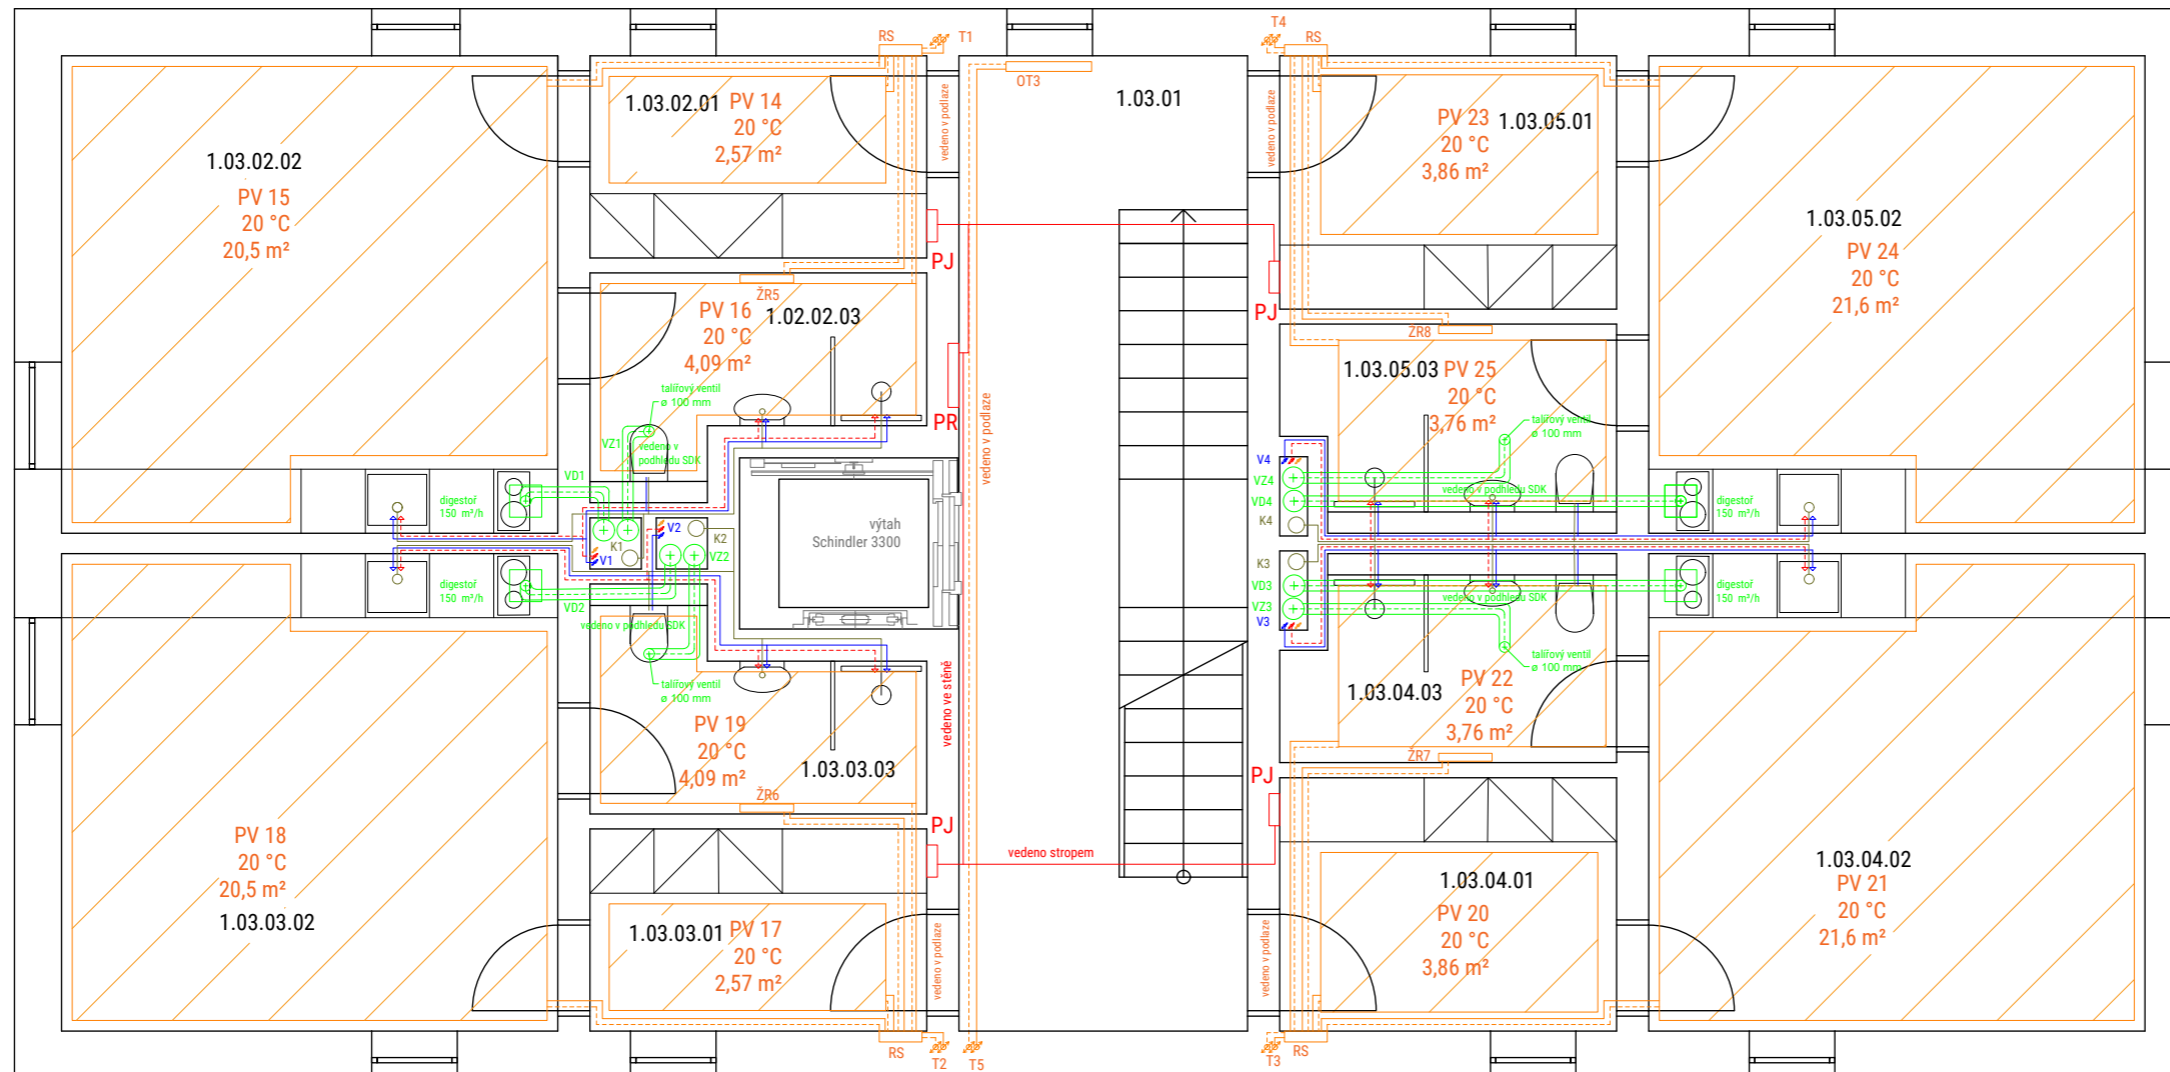 RS
T1
T4
RS
OT3
1.03.01
1.03.02.01
PV 14
20 °C
2,57 m²
vedeno v podlaze
vedeno v podlaze
PV 23
20 °C
3,86 m²
1.03.05.01
1.03.02.02
PV 15
20 °C
20,5 m²
1.03.05.02
PV 24
20 °C
21,6 m²
PJ
PJ
ŽR5
PV 16
20 °C
4,09 m²
1.02.02.03
ŽR8
1.03.05.03
PV 25
20 °C
3,76 m²
talířový ventil
ø 100 mm
PR
vedeno v podlaze
talířový ventil
ø 100 mm
VZ1
vedeno v
podhledu SDK
VD1
digestoř
150 m³/h
V4
VZ4
VD4
K4
vedeno v podhledu SDK
digestoř
150 m³/h
K1
V1
V2
K2
VZ2
výtah
Schindler 3300
K3
VD3
VZ3
V3
vedeno v podhledu SDK
digestoř
150 m³/h
digestoř
150 m³/h
VD2
vedeno v podhledu SDK
talířový ventil
ø 100 mm
talířový ventil
ø 100 mm
PV 19
20 °C
4,09 m²
1.03.03.03
ŽR6
vedeno ve stěně
1.03.04.03
PV 22
20 °C
3,76 m²
ŽR7
PJ
PJ
vedeno stropem
PV 18
20 °C
20,5 m²
1.03.03.02
1.03.04.02
PV 21
20 °C
21,6 m²
1.03.03.01
PV 17
20 °C
2,57 m²
vedeno v podlaze
vedeno v podlaze
1.03.04.01
PV 20
20 °C
3,86 m²
RS
T2
T5
T3
RS